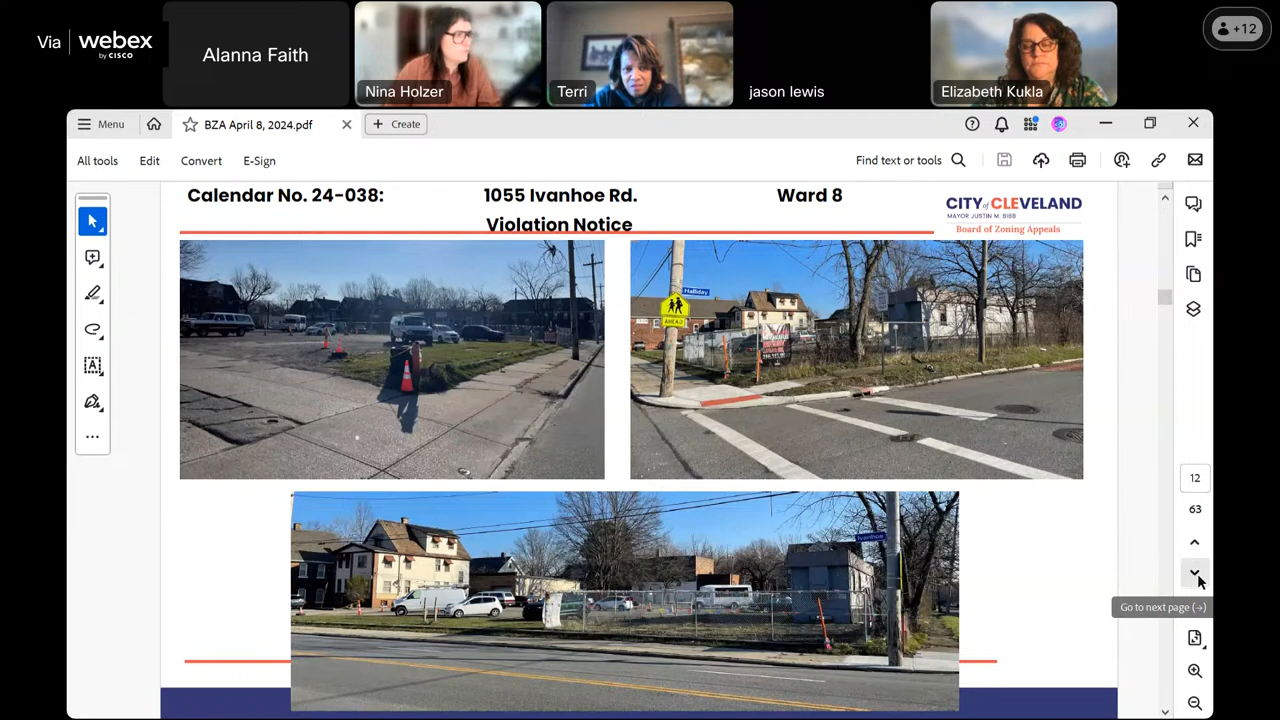 Via webex
by CISCO
Alanna Faith
Nina Holzer
Terri
jason lewis
Elizabeth Kukla
+12
Menu
BZA April 8, 2024.pdf
Create
All tools
Edit
Convert
E-Sign
Find text or tools
Calendar No. 24-038:
1055 Ivanhoe Rd.
Ward 8
Violation Notice
CITY of CLEVELAND
MAYOR JUSTIN M. BIBB
Board of Zoning Appeals
Halliday
AHEAD
Ivanhoe
12
63
Go to next page (→)